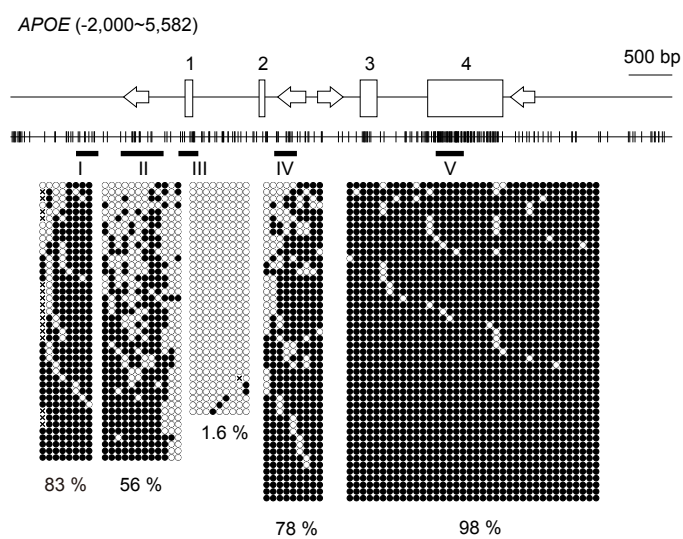 APOE (-2,000~5,582)
500 bp
1 2 3 4
I II III IV V
1.6 %
83 % 56 %
78 % 98 %